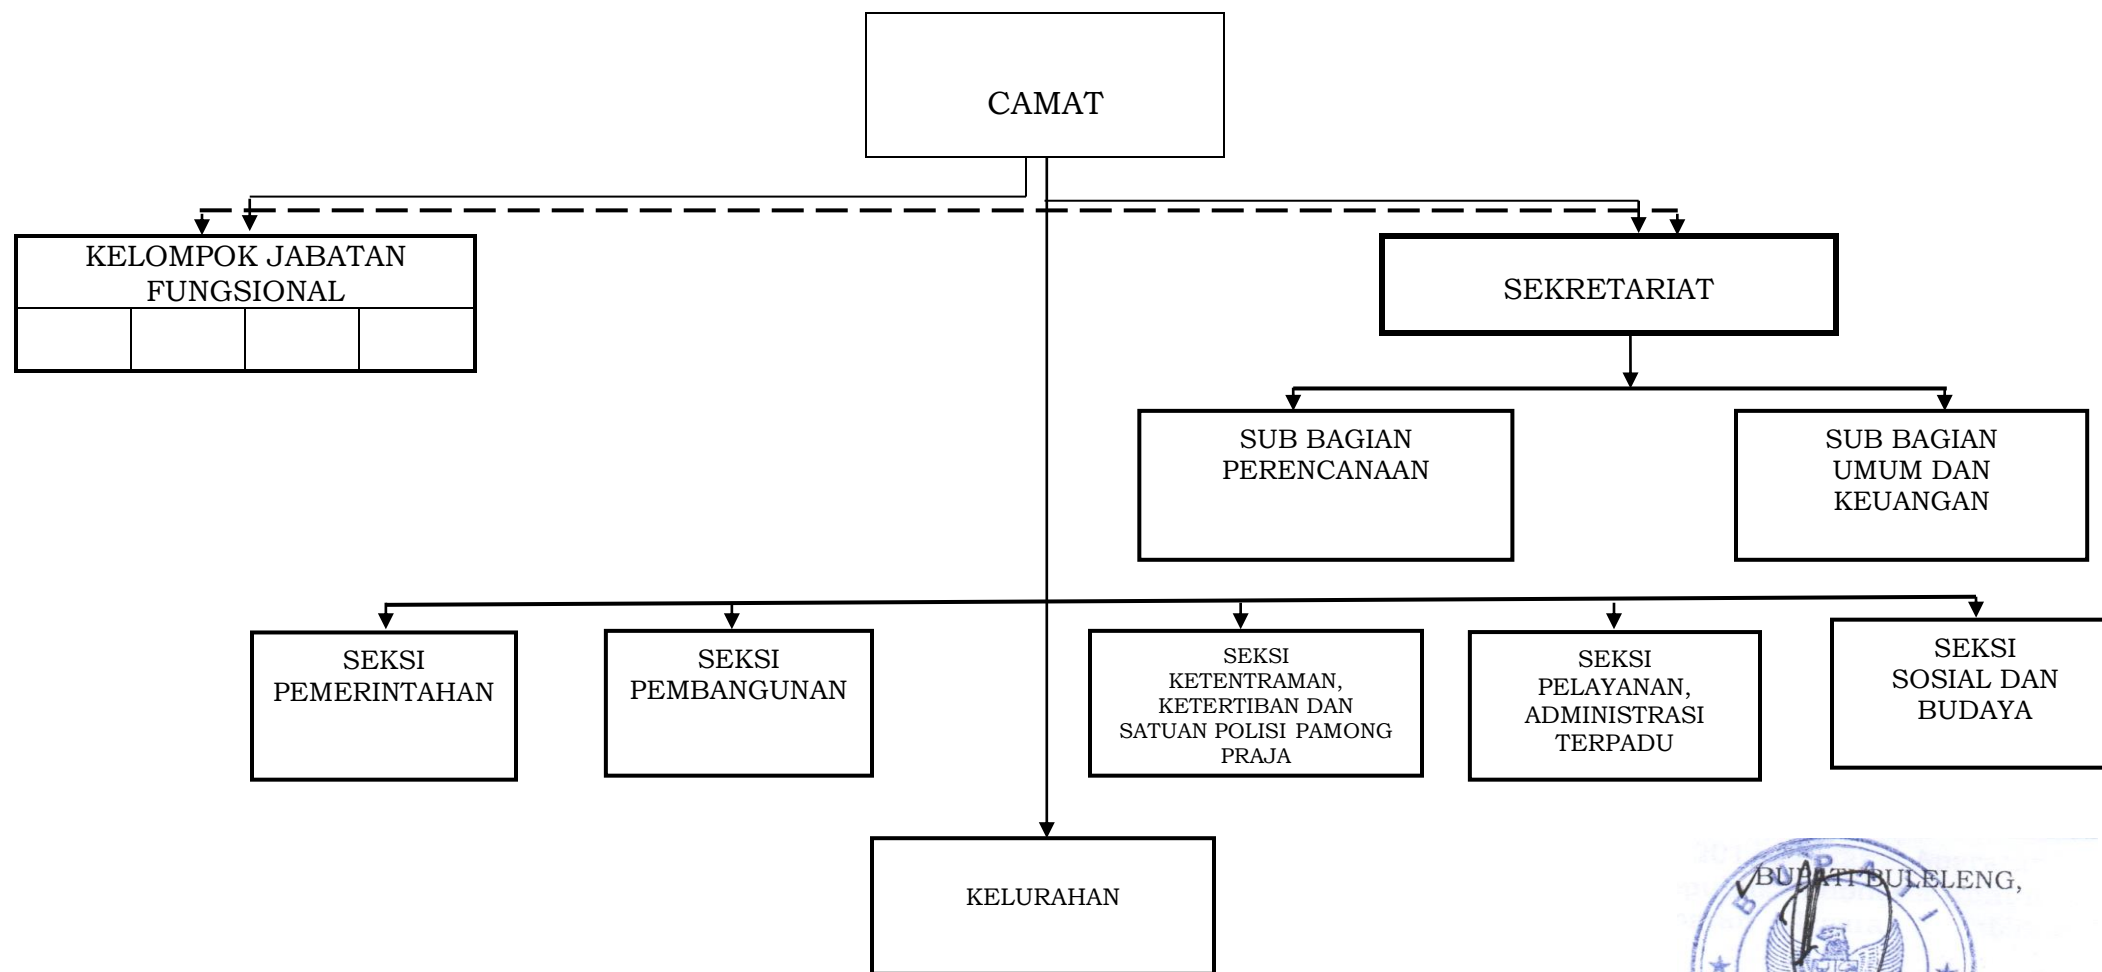 CAMAT
KELOMPOK JABATAN
FUNGSIONAL
SEKRETARIAT
SUB BAGIAN
PERENCANAAN
SUB BAGIAN
UMUM DAN
KEUANGAN
SEKSI
PEMERINTAHAN
SEKSI
PEMBANGUNAN
SEKSI
KETENTRAMAN,
KETERTIBAN DAN
SATUAN POLISI PAMONG
PRAJA
SEKSI
PELAYANAN,
ADMINISTRASI
TERPADU
SEKSI
SOSIAL DAN
BUDAYA
KELURAHAN
BUPATI BULELENG,
BUPATI